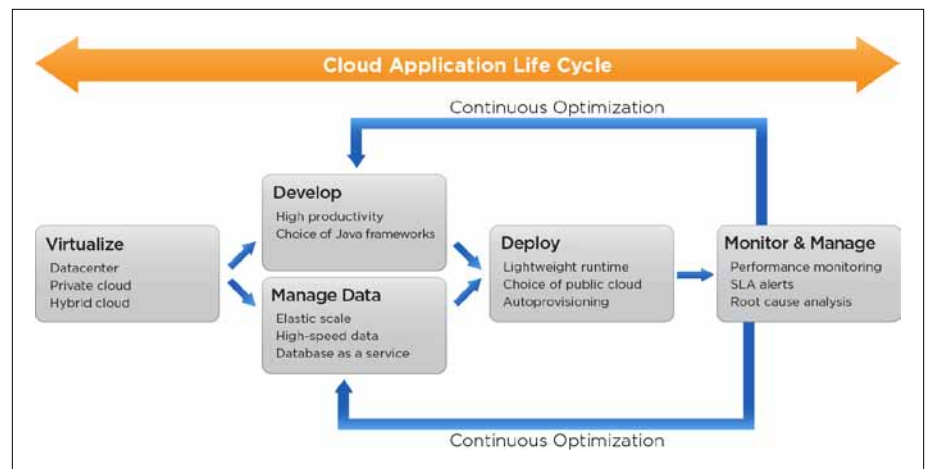 Cloud Application Life Cycle
Continuous Optimization
Virtualize
Datacenter
Private cloud
Hybrid cloud
Develop
High productivity
Choice of Java frameworks
Manage Data
Elastic scale
High-speed data
Database as a service
Deploy
Lightweight runtime
Choice of public cloud
Autoprovisioning
Monitor & Manage
Performance monitoring
SLA alerts
Root cause analysis
Continuous Optimization